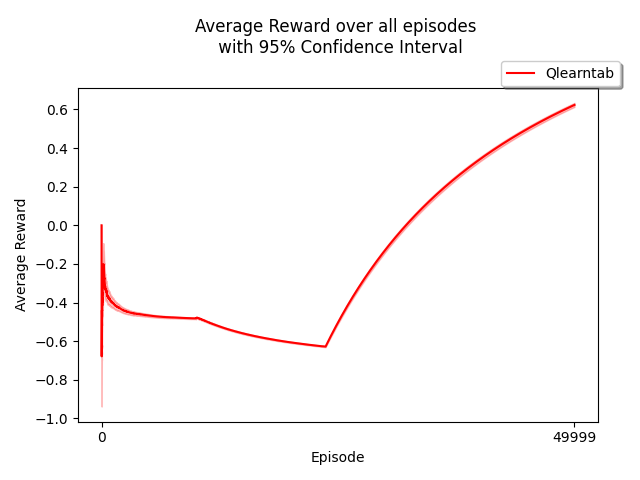 Average Reward over all episodes
with 95% Confidence Interval
Qlearntab
0.6
0.4
0.2
0.0
−0.2
−0.4
−0.6
−0.8
−1.0
Average Reward
0
49999
Episode